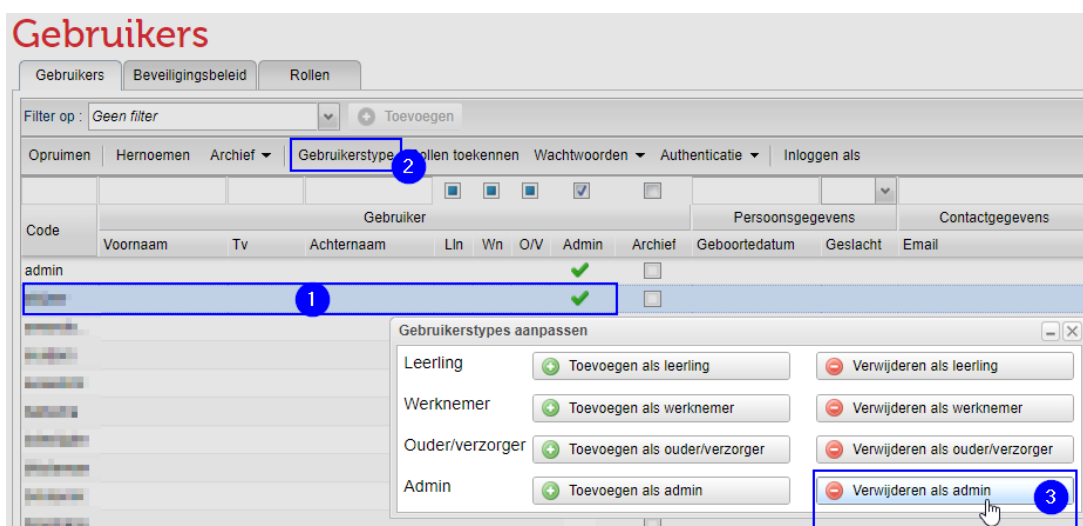 Gebruikers
Gebruikers Beveiligingsbeleid Rollen
Filter op : Geen filter Toevoegen
Opruimen Hernoemen Archief Gebruikerstype 2 Rollen toekennen Wachtwoorden Authenticatie Inloggen als
Gebruiker Persoonsgegevens Contactgegevens
Code Voornaam Tv Achternaam Lln Wn O/V Admin Archief Geboortedatum Geslacht Email
admin
1
Gebruikerstypes aanpassen
Leerling Toevoegen als leerling Verwijderen als leerling
Werknemer Toevoegen als werknemer Verwijderen als werknemer
Ouder/verzorger Toevoegen als ouder/verzorger Verwijderen als ouder/verzorger
Admin Toevoegen als admin Verwijderen als admin 3